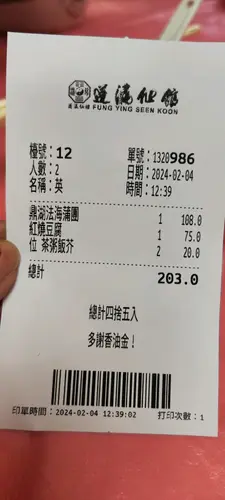 蓬瀛仙館
FUNG YING SEEN KOON
檯號：12 單號：1320986
人數：2 日期：2024-02-04
名稱：英 時間：12:39
鼎湖法海蒲團 1 108.0
紅燒豆腐 1 75.0
位 茶粥飯芥 2 20.0
總計 203.0
總計四捨五入
多謝香油金！
印單時間：2024-02-04 12:39:02 打印次數：1